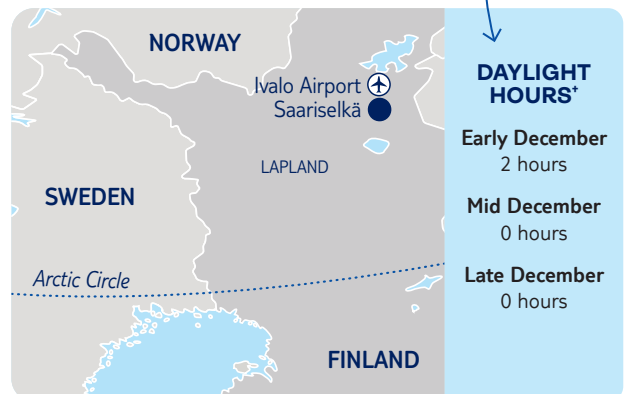 NORWAY
Ivalo Airport
Saariselkä
LAPLAND
SWEDEN
Arctic Circle
FINLAND
DAYLIGHT
HOURS⁺
Early December
2 hours
Mid December
0 hours
Late December
0 hours